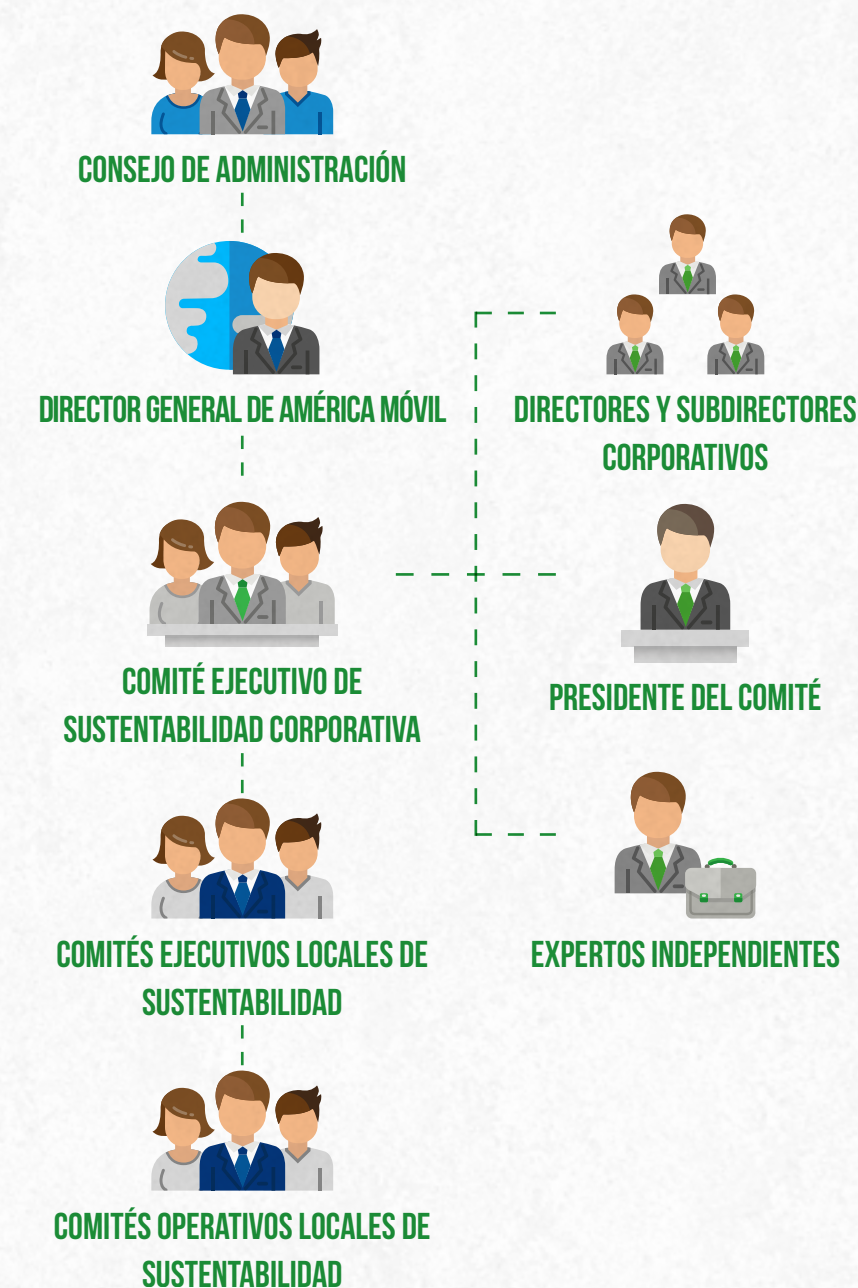 CONSEJO DE ADMINISTRACIÓN
DIRECTOR GENERAL DE AMÉRICA MÓVIL
COMITÉ EJECUTIVO DE
SUSTENTABILIDAD CORPORATIVA
COMITÉS EJECUTIVOS LOCALES DE
SUSTENTABILIDAD
COMITÉS OPERATIVOS LOCALES DE
SUSTENTABILIDAD
DIRECTORES Y SUBDIRECTORES
CORPORATIVOS
PRESIDENTE DEL COMITÉ
EXPERTOS INDEPENDIENTES